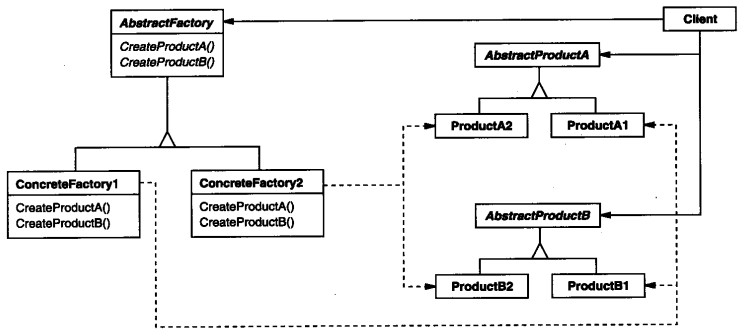 AbstractFactory
CreateProductA()
CreateProductB()
Client
AbstractProductA
ProductA2
ProductA1
ConcreteFactory1
CreateProductA()
CreateProductB()
ConcreteFactory2
CreateProductA()
CreateProductB()
AbstractProductB
ProductB2
ProductB1